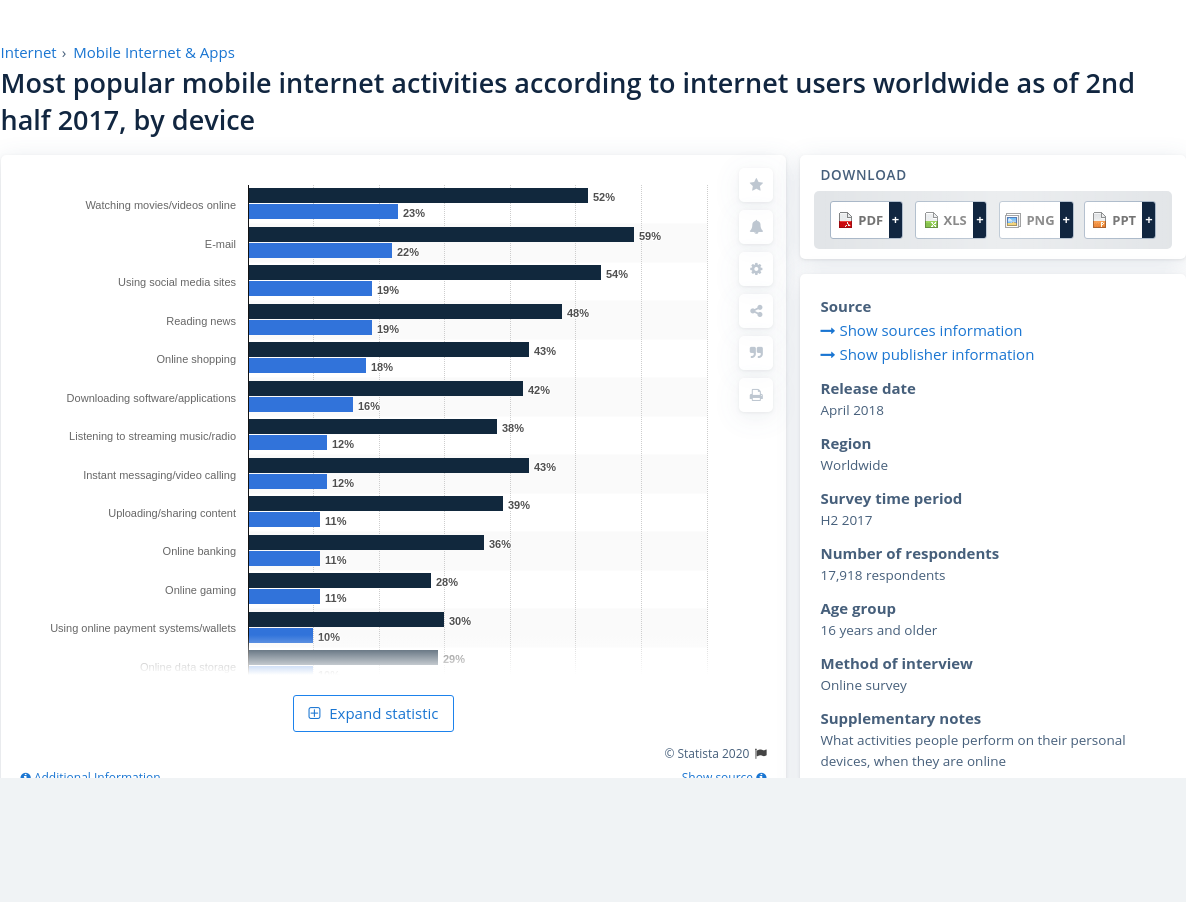 Internet › Mobile Internet & Apps
Most popular mobile internet activities according to internet users worldwide as of 2nd
half 2017, by device
Watching movies/videos online
52%
23%
E-mail
59%
22%
Using social media sites
54%
19%
Reading news
48%
19%
Online shopping
43%
18%
Downloading software/applications
42%
16%
Listening to streaming music/radio
38%
12%
Instant messaging/video calling
43%
12%
Uploading/sharing content
39%
11%
Online banking
36%
11%
Online gaming
28%
11%
Using online payment systems/wallets
30%
10%
Online data storage
29%
Expand statistic
© Statista 2020
Additional Information
Show source
DOWNLOAD
PDF + XLS + PNG + PPT +
Source
Show sources information
Show publisher information
Release date
April 2018
Region
Worldwide
Survey time period
H2 2017
Number of respondents
17,918 respondents
Age group
16 years and older
Method of interview
Online survey
Supplementary notes
What activities people perform on their personal
devices, when they are online